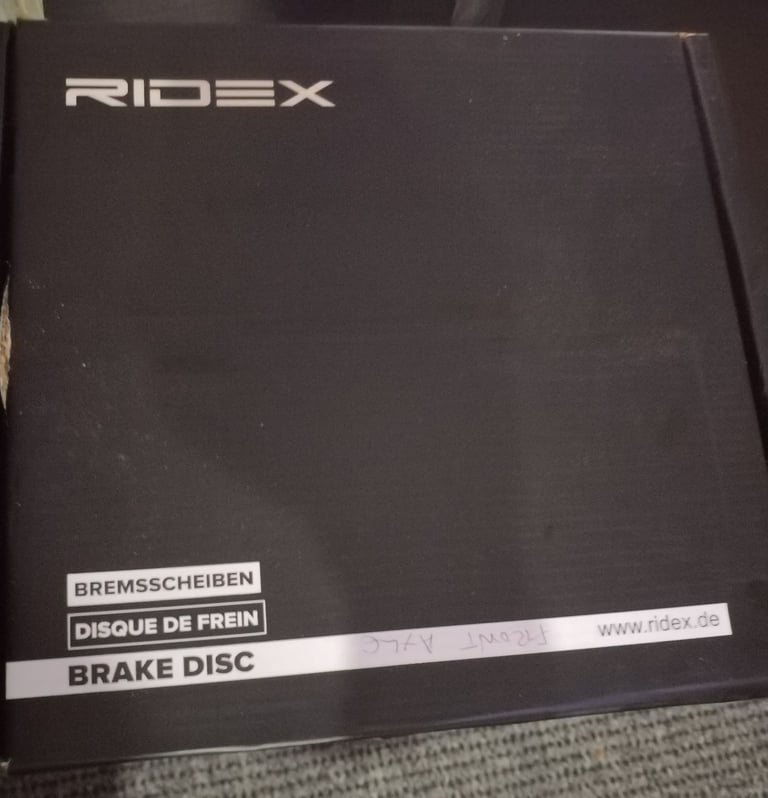 RIDEX
BREMSSCHEIBEN
DISQUE DE FREIN
BRAKE DISC
FRONT AXLE
www.ridex.de